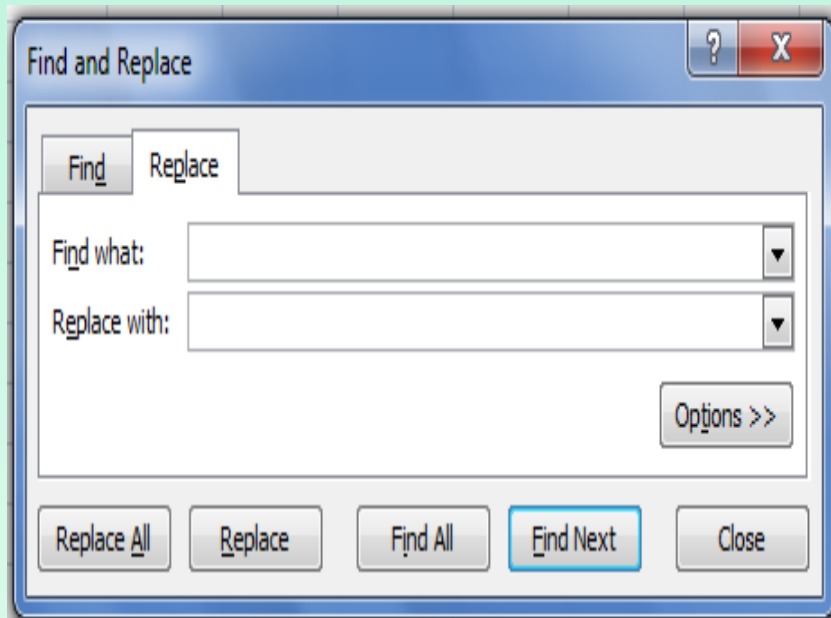 Find and Replace ? X
Find Replace
Find what:
Replace with:
Options >>
Replace All Replace Find All Find Next Close